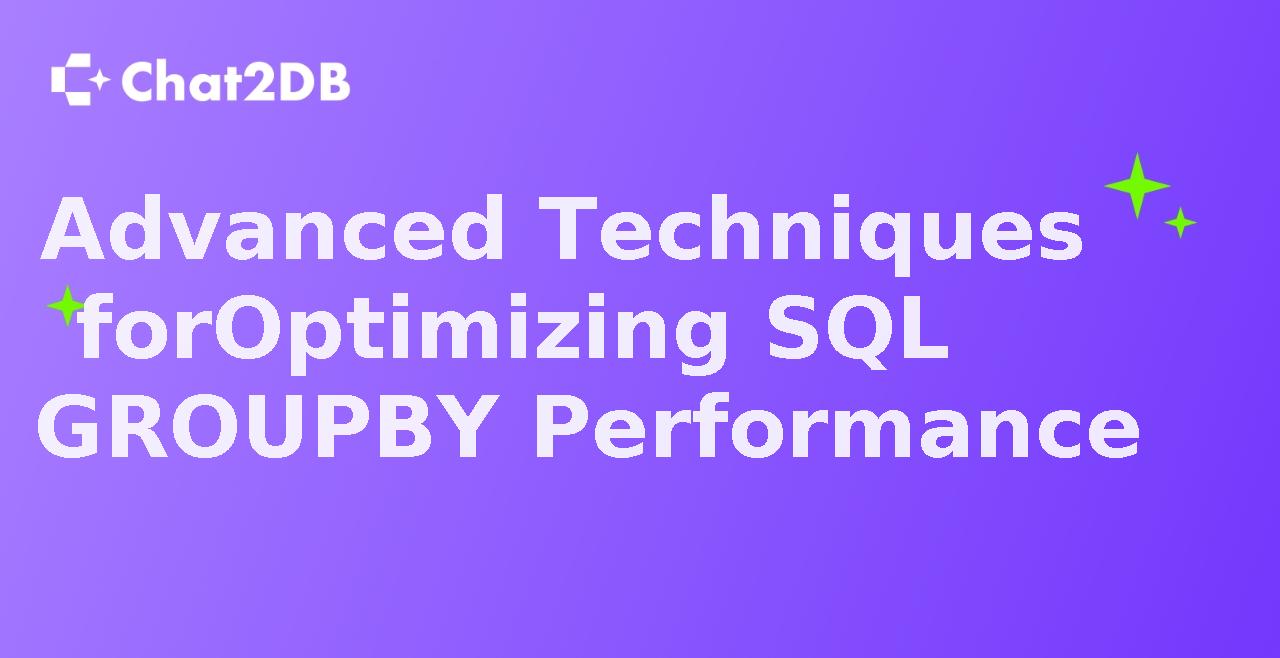 Chat2DB
Advanced Techniques
forOptimizing SQL
GROUPBY Performance